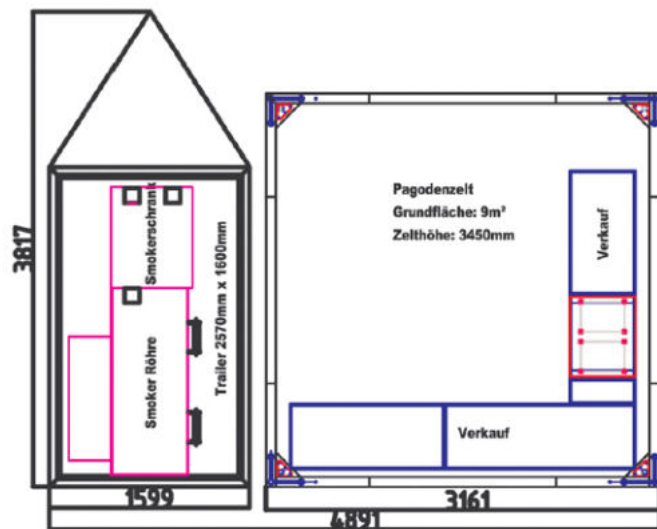 3817
Smokerschrank
Smoker Röhre
Trailer 2570mm x 1600mm
Pagodenzelt
Grundfläche: 9m²
Zelthöhe: 3450mm
Verkauf
Verkauf
1599
3161
4891